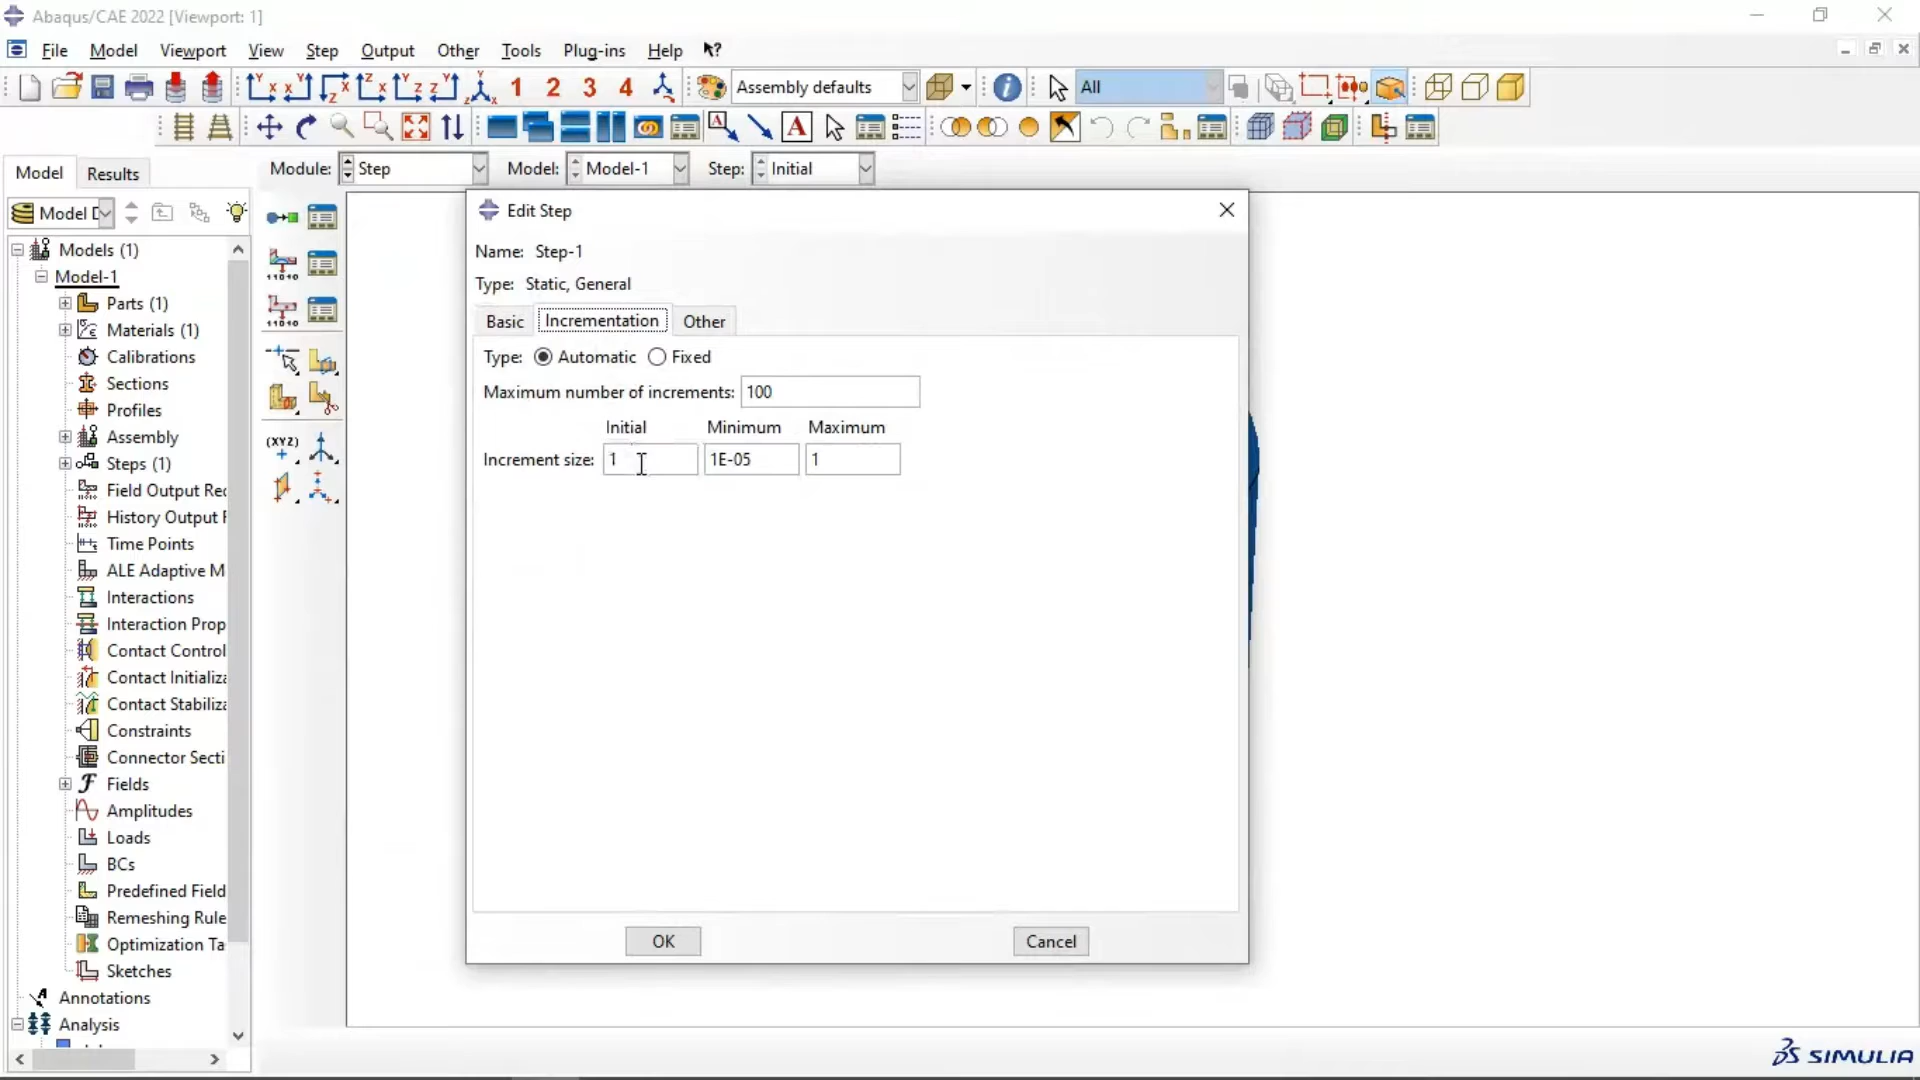 Abaqus/CAE 2022 [Viewport: 1]
File Model Viewport View Step Output Other Tools Plug-ins Help
1 2 3 4 Assembly defaults All
Model Results Module: Step Model: Model-1 Step: Initial
Model D
Edit Step
Name: Step-1
Type: Static, General
Basic Incrementation Other
Type: Automatic Fixed
Maximum number of increments: 100
Initial Minimum Maximum
Increment size: 1 1E-05 1
OK Cancel
Models (1)
Model-1
Parts (1)
Materials (1)
Calibrations
Sections
Profiles
Assembly
Steps (1)
Field Output Req
History Output F
Time Points
ALE Adaptive M
Interactions
Interaction Prop
Contact Control
Contact Initializa
Contact Stabiliza
Constraints
Connector Secti
Fields
Amplitudes
Loads
BCs
Predefined Field
Remeshing Rule
Optimization Ta
Sketches
Annotations
Analysis
(XYZ)
SIMULIA